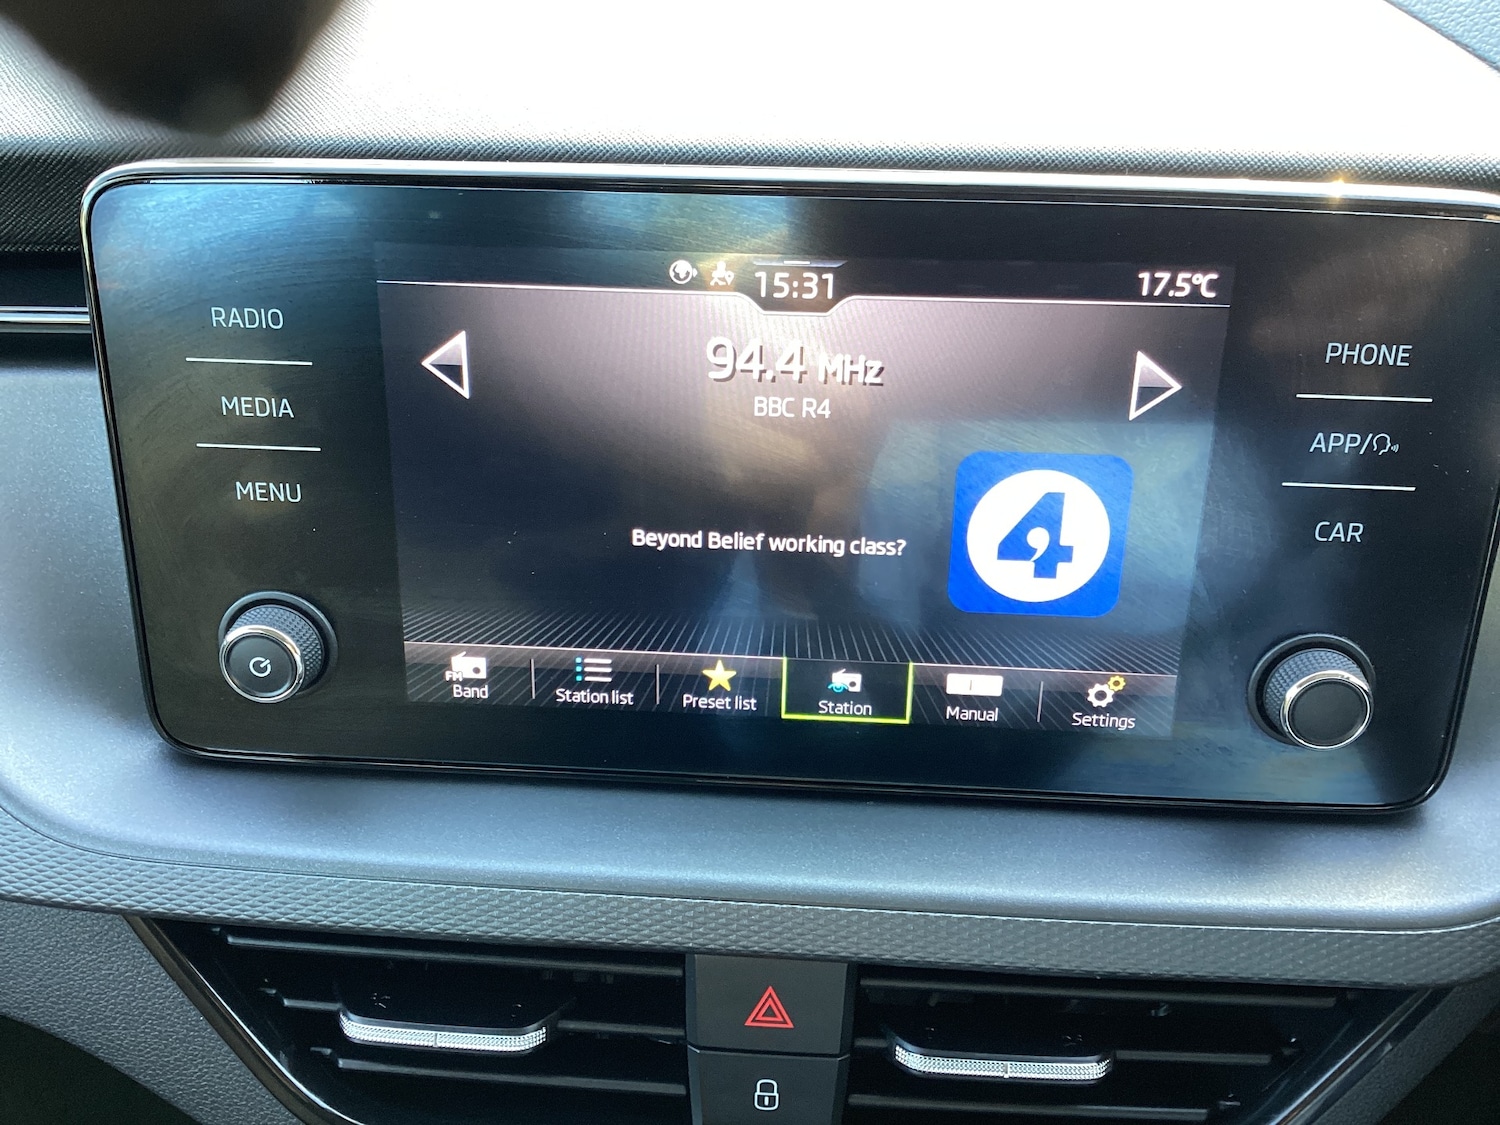 15:31
17.5°C
RADIO
MEDIA
MENU
94.4 MHz
BBC R4
Beyond Belief working class?
4
PHONE
APP/
CAR
FM
Band
Station list
Preset list
Station
Manual
Settings